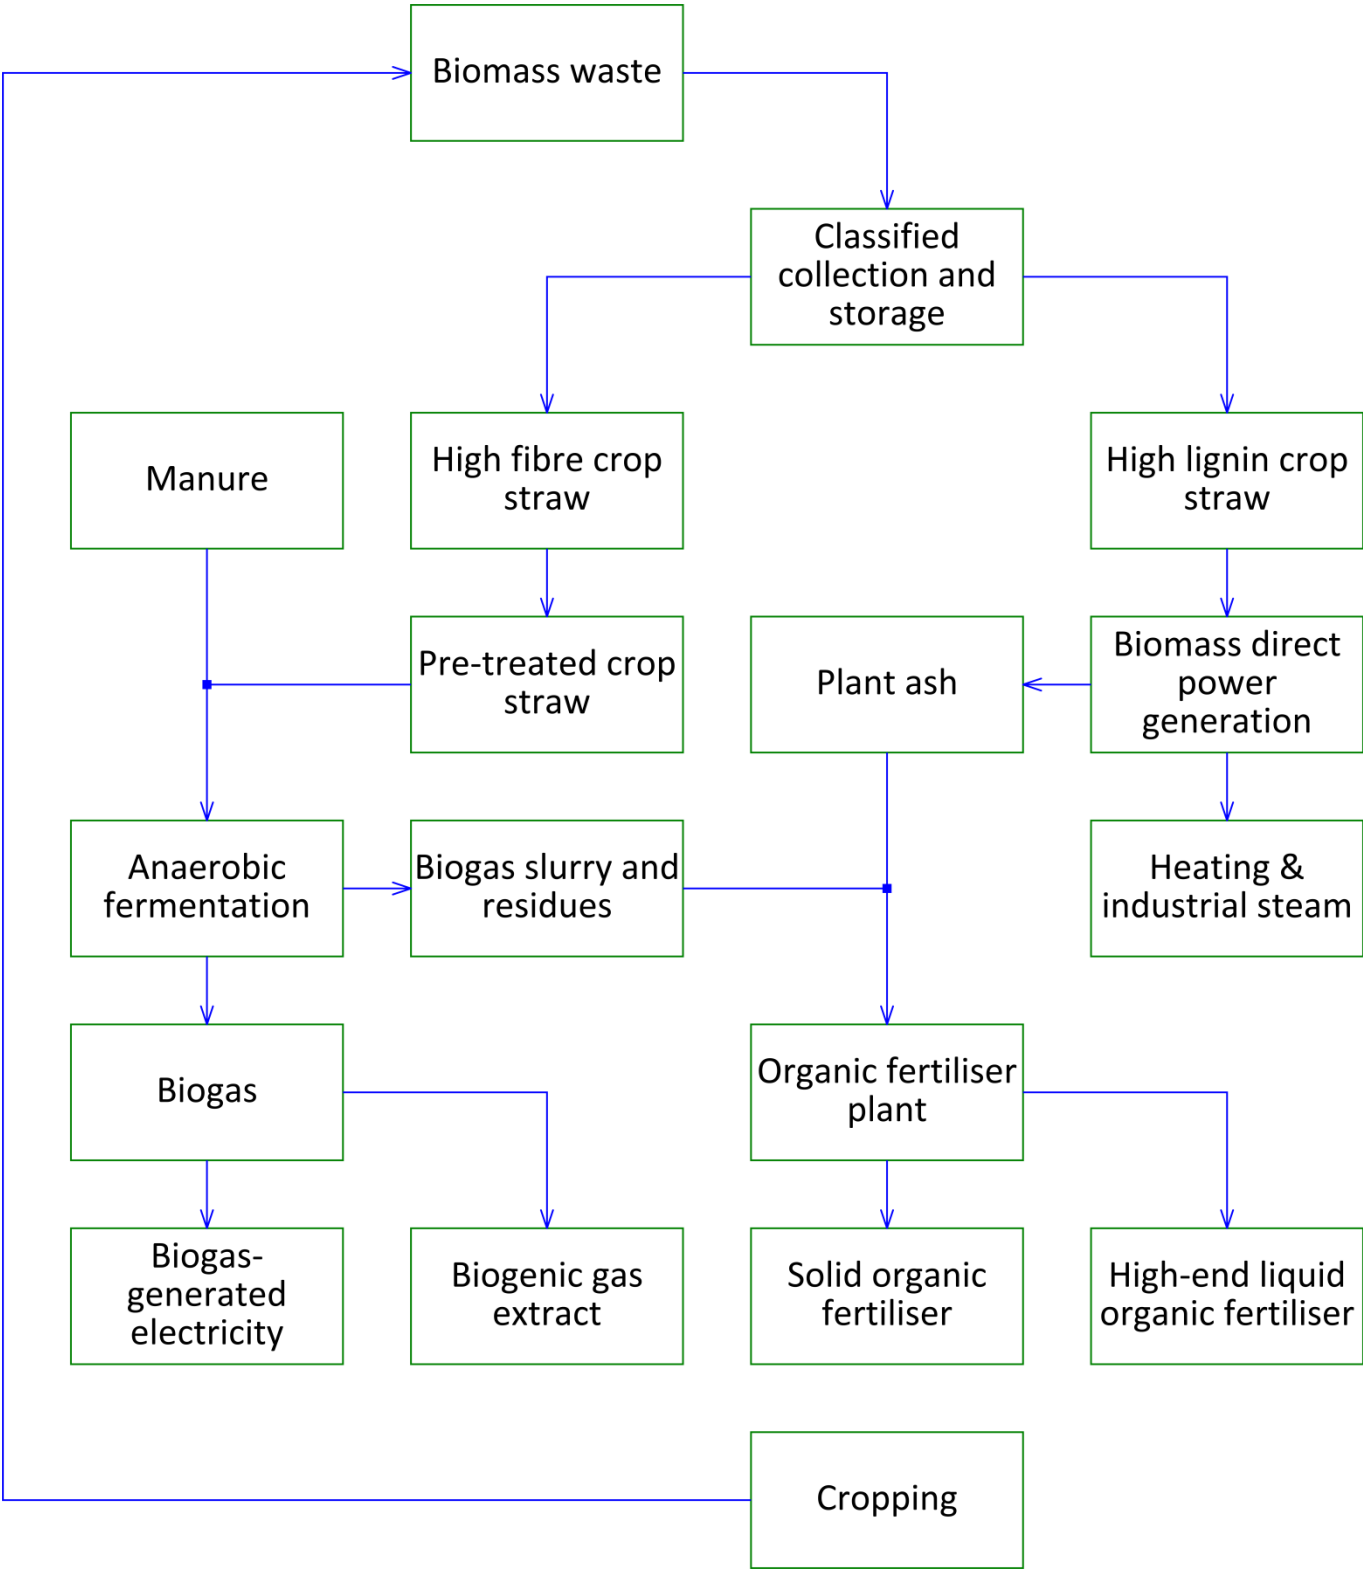 Biomass waste
Classified
collection and
storage
Manure
High fibre crop
straw
High lignin crop
straw
Pre-treated crop
straw
Plant ash
Biomass direct
power
generation
Anaerobic
fermentation
Biogas slurry and
residues
Heating &
industrial steam
Biogas
Organic fertiliser
plant
Biogas-
generated
electricity
Biogenic gas
extract
Solid organic
fertiliser
High-end liquid
organic fertiliser
Cropping